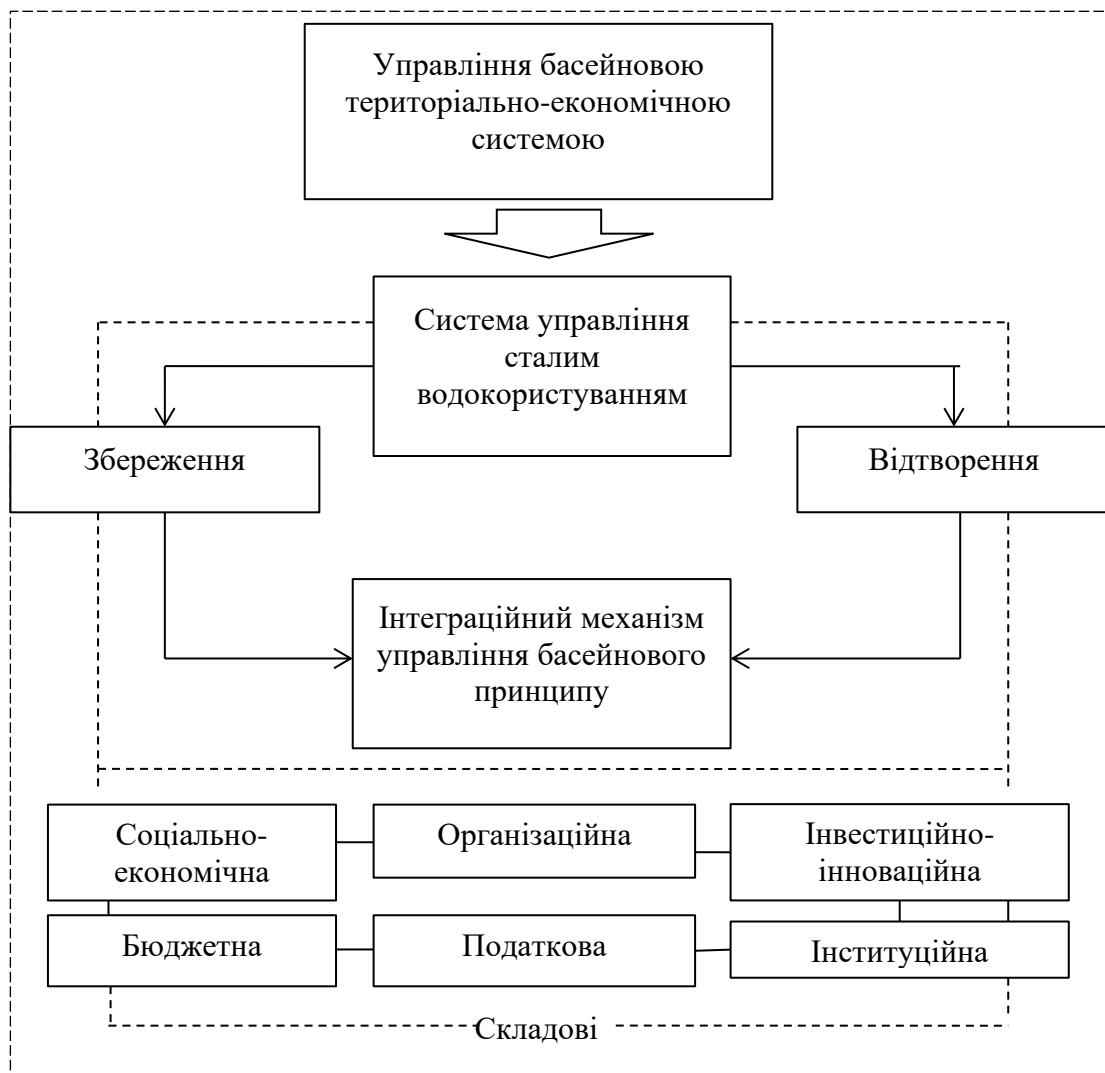 Управління басейновою
територіально-економічною
системою
Система управління
сталим
водокористуванням
Збереження
Відтворення
Інтеграційний механізм
управління басейнового
принципу
Соціально-
економічна
Організаційна
Інвестиційно-
інноваційна
Бюджетна
Податкова
Інституційна
Складові